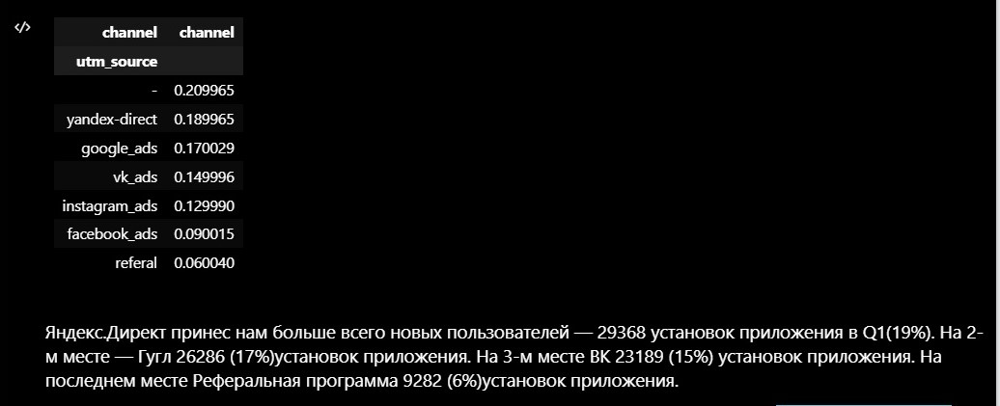 </>
channel channel
utm_source
- 0.209965
yandex-direct 0.189965
google_ads 0.170029
vk_ads 0.149996
instagram_ads 0.129990
facebook_ads 0.090015
referal 0.060040
Яндекс.Директ принес нам больше всего новых пользователей — 29368 установок приложения в Q1(19%). На 2-
м месте — Гугл 26286 (17%)установок приложения. На 3-м месте ВК 23189 (15%) установок приложения. На
последнем месте Реферальная программа 9282 (6%)установок приложения.